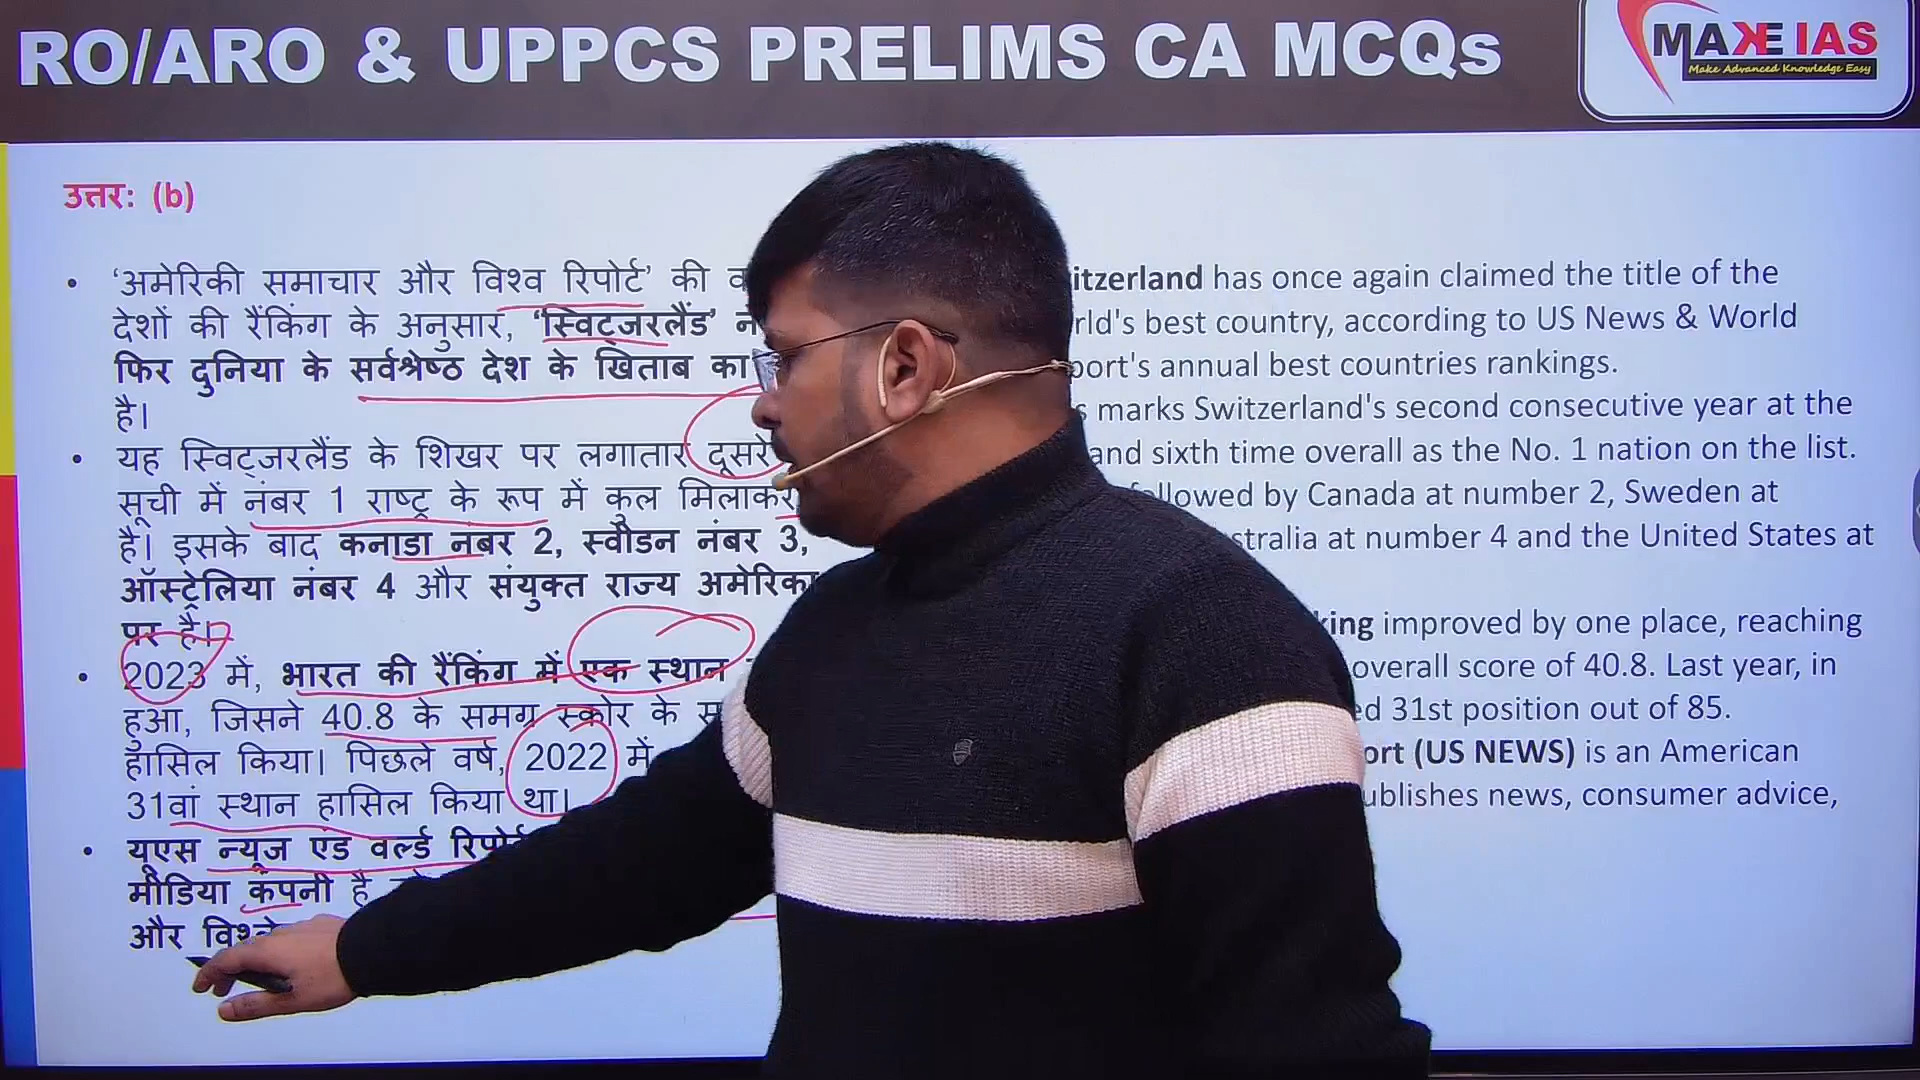 RO/ARO & UPPCS PRELIMS CA MCQs
MAKE IAS
Make Advanced Knowledge Easy
उत्तर: (b)
‘अमेरिकी समाचार और विश्व रिपोर्ट’ की
देशों की रैंकिंग के अनुसार, ‘स्विट्जरलैंड’
फिर दुनिया के सर्वश्रेष्ठ देश के खिताब का
है।
यह स्विट्जरलैंड के शिखर पर लगातार दूसरे
सूची में नंबर 1 राष्ट्र के रूप में कुल मिलाकर
है। इसके बाद कनाडा नंबर 2, स्वीडन नंबर 3,
ऑस्ट्रेलिया नंबर 4 और संयुक्त राज्य अमेरिका
पर है।
2023 में, भारत की रैंकिंग में एक स्थान
हुआ, जिसने 40.8 के समग्र स्कोर के
हासिल किया। पिछले वर्ष, 2022 में
31वां स्थान हासिल किया था।
यूएस न्यूज एंड वर्ल्ड रिपोर्ट
मीडिया कंपनी है
और
itzerland has once again claimed the title of the
rld's best country, according to US News & World
port's annual best countries rankings.
s marks Switzerland's second consecutive year at the
and sixth time overall as the No. 1 nation on the list.
followed by Canada at number 2, Sweden at
stralia at number 4 and the United States at
king improved by one place, reaching
overall score of 40.8. Last year, in
ed 31st position out of 85.
ort (US NEWS) is an American
ublishes news, consumer advice,